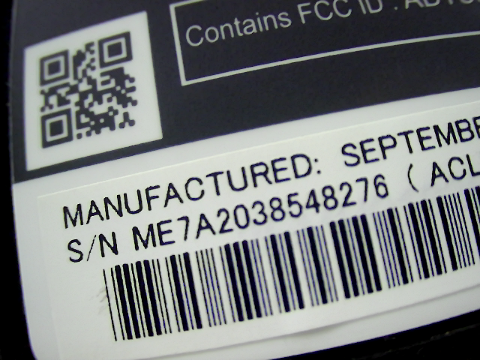 Contains FCC ID :
MANUFACTURED: SEPTEMBE
S/N ME7A2038548276 ( ACL